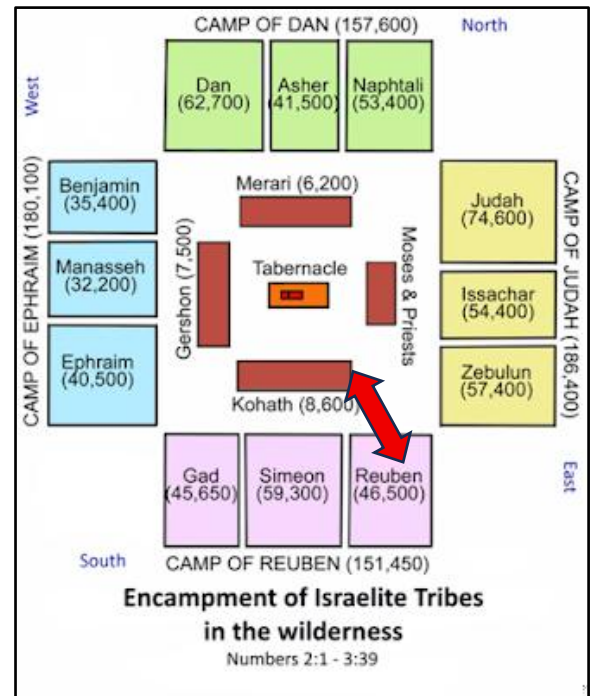 CAMP OF DAN (157,600)
North
West
Dan
(62,700)
Asher
(41,500)
Naphtali
(53,400)
CAMP OF EPHRAIM (180,100)
Benjamin
(35,400)
Manasseh
(32,200)
Ephraim
(40,500)
Merari (6,200)
Gershon (7,500)
Tabernacle
Moses & Priests
Kohath (8,600)
Judah
(74,600)
Issachar
(54,400)
Zebulun
(57,400)
CAMP OF JUDAH (186,400)
East
Gad
(45,650)
Simeon
(59,300)
Reuben
(46,500)
South
CAMP OF REUBEN (151,450)
Encampment of Israelite Tribes
in the wilderness
Numbers 2:1 - 3:39